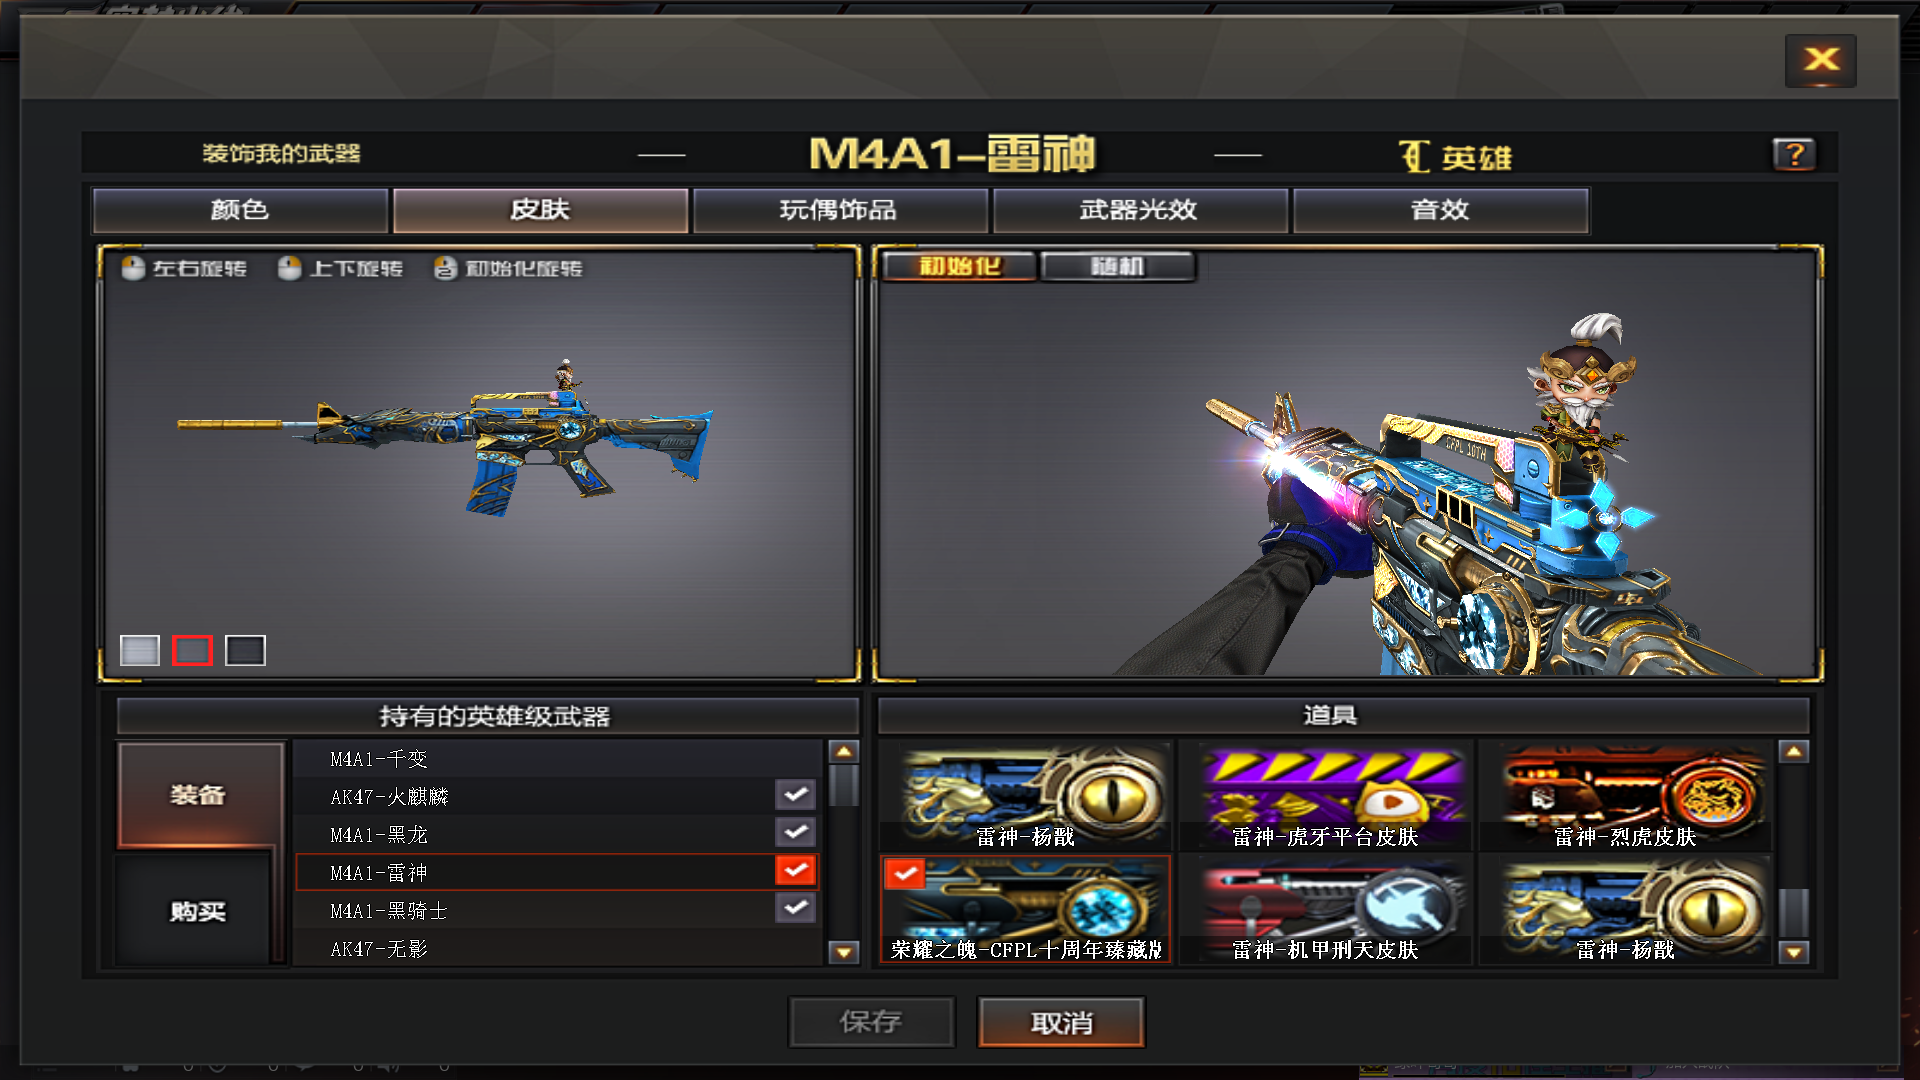 装饰我的武器
M4A1-雷神
英雄
?
颜色
皮肤
玩偶饰品
武器光效
音效
左右旋转
上下旋转
初始化旋转
初始化
随机
CFPL 10TH
持有的英雄级武器
道具
装备
购买
M4A1-千变
AK47-火麒麟
M4A1-黑龙
M4A1-雷神
M4A1-黑骑士
AK47-无影
雷神-杨戬
雷神-虎牙平台皮肤
雷神-烈虎皮肤
荣耀之魄-CFPL十周年臻藏版
雷神-机甲刑天皮肤
雷神-杨戬
保存
取消